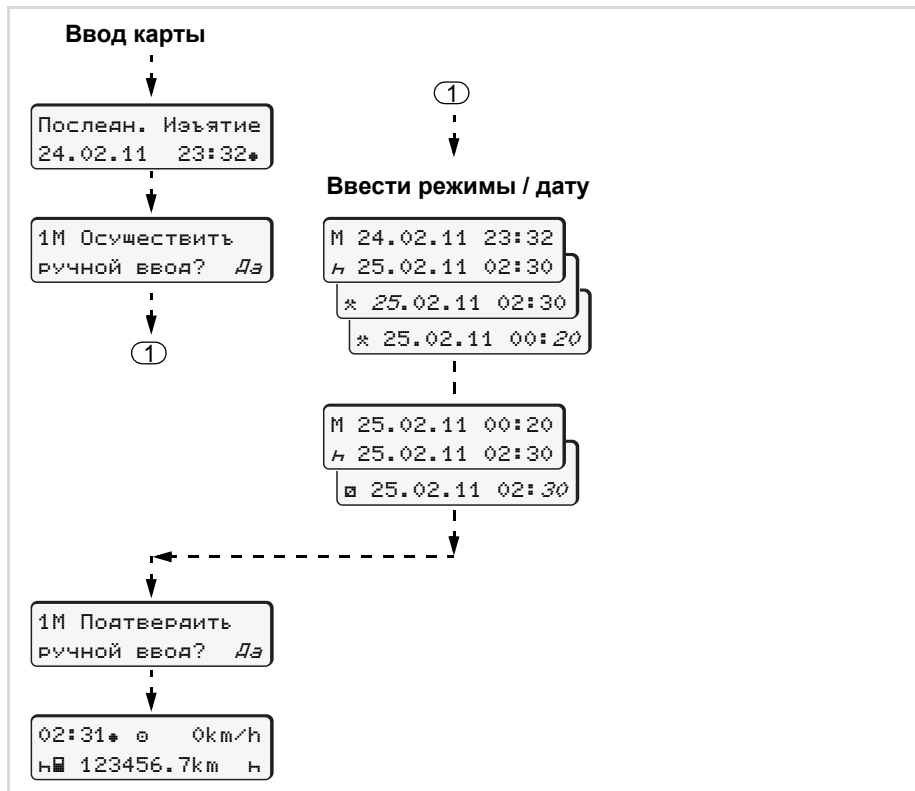 Ввод карты
Последн. Изъятие
24.02.11 23:32
1М Осуществить
ручной ввод? Да
1
1
Ввести режимы / дату
М 24.02.11 23:32
25.02.11 02:30
25.02.11 02:30
25.02.11 00:20
М 25.02.11 00:20
25.02.11 02:30
25.02.11 02:30
1М Подтвердить
ручной ввод? Да
02:31 0km/h
123456.7km